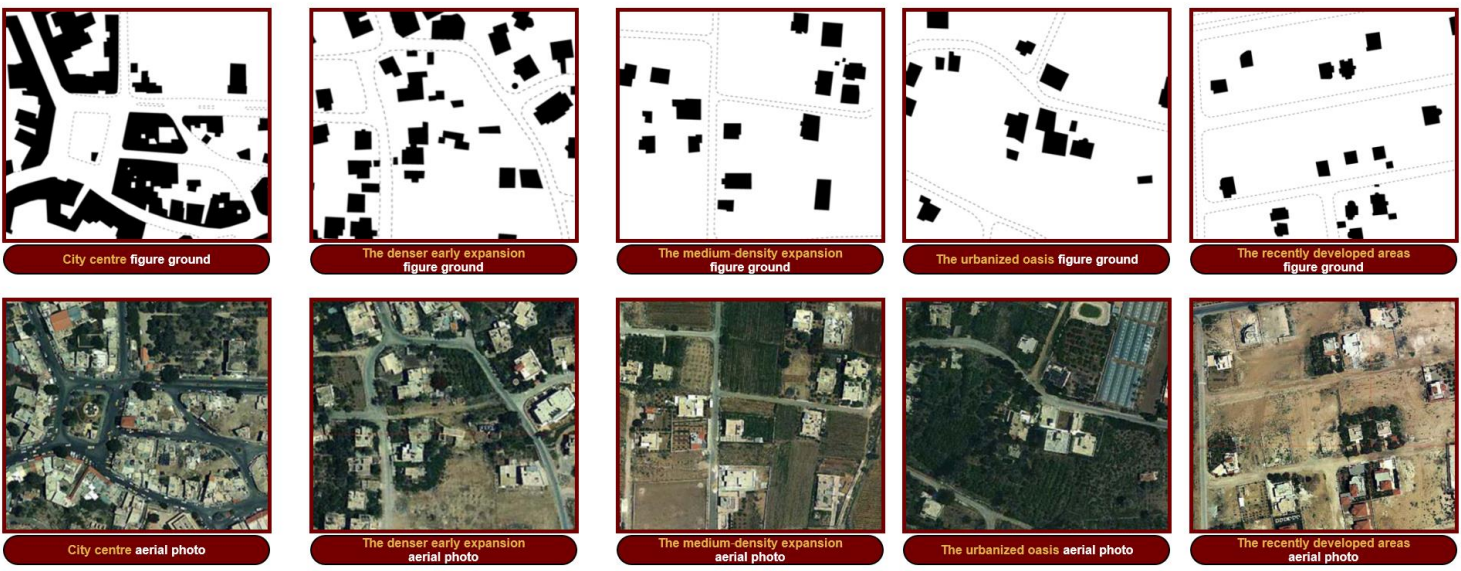 City centre figure ground
The denser early expansion
figure ground
The medium-density expansion
figure ground
The urbanized oasis figure ground
The recently developed areas
figure ground
City centre aerial photo
The denser early expansion
aerial photo
The medium-density expansion
aerial photo
The urbanized oasis aerial photo
The recently developed areas
aerial photo